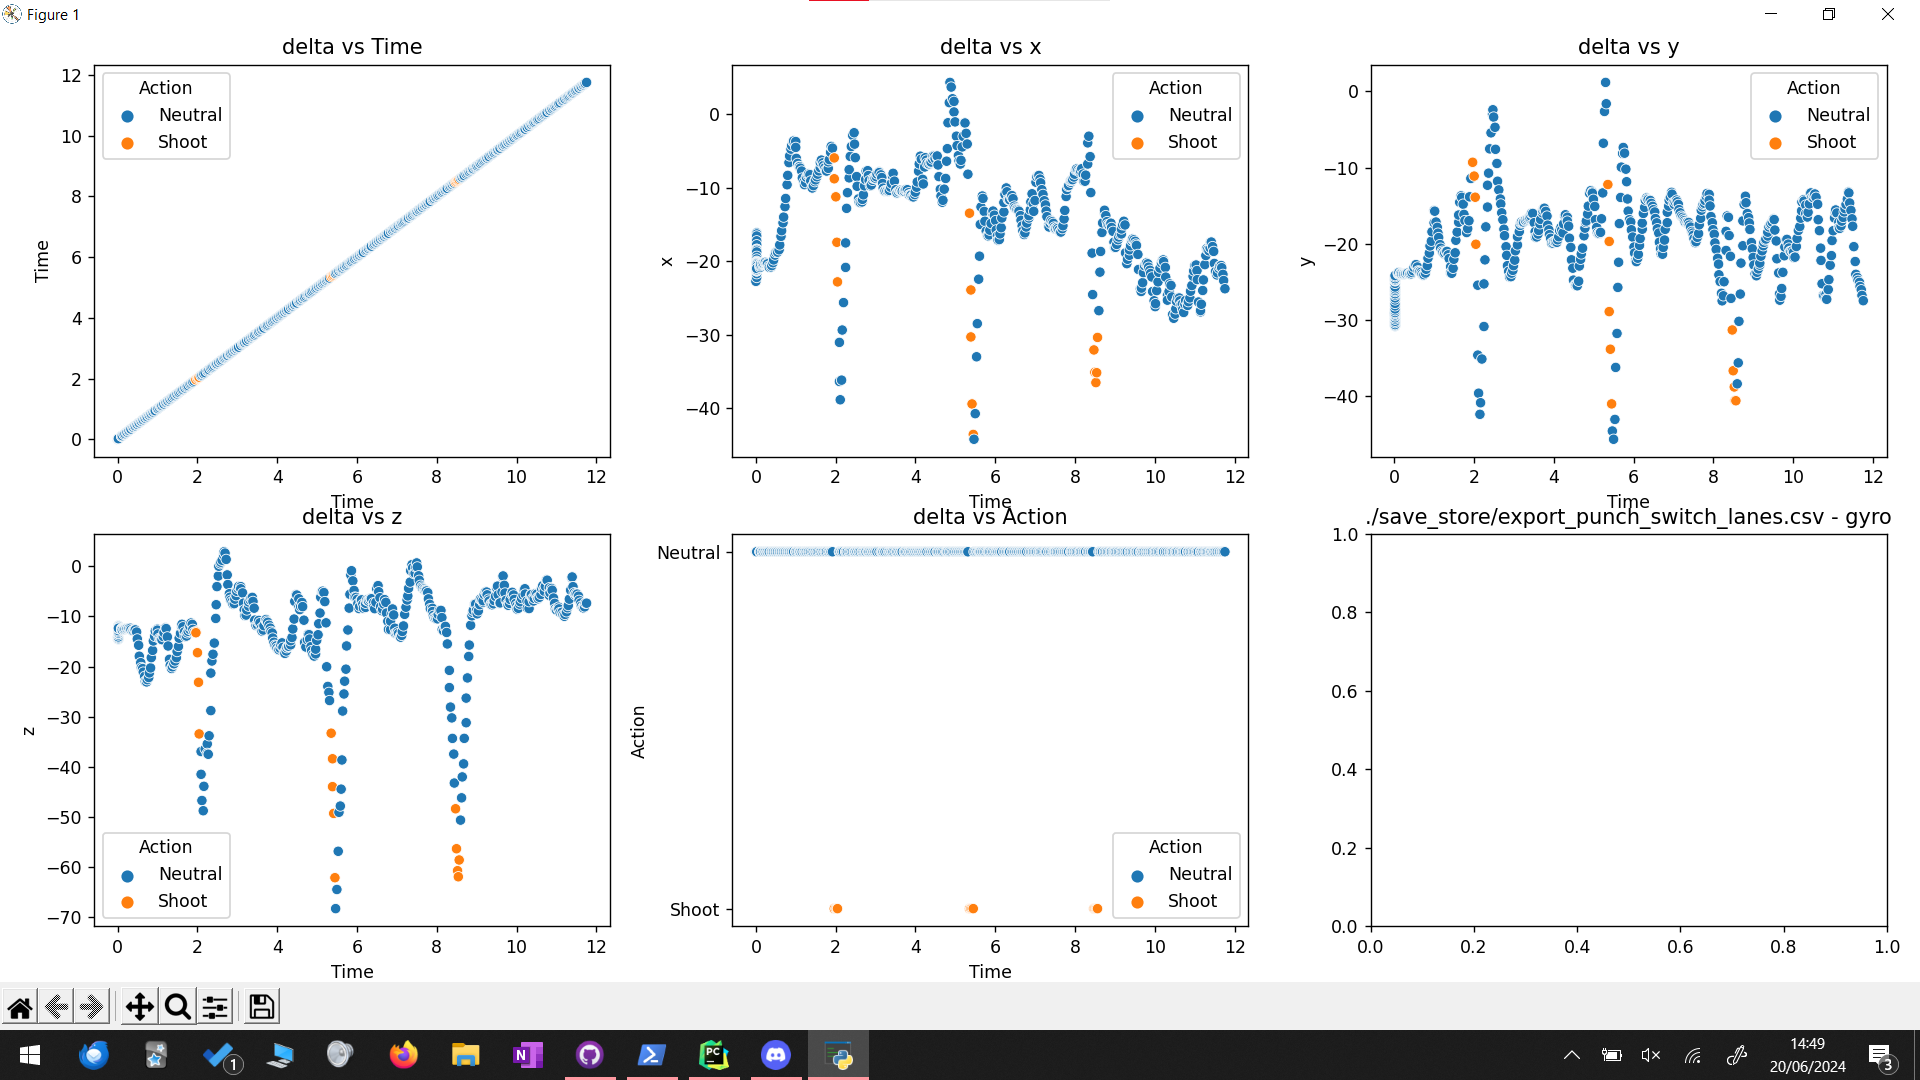 Figure 1
delta vs Time
Time
12
10
8
6
4
2
0
Action
Neutral
Shoot
0 2 4 6 8 10 12
Time
delta vs x
x
0
−10
−20
−30
−40
Action
Neutral
Shoot
0 2 4 6 8 10 12
Time
delta vs y
y
0
−10
−20
−30
−40
Action
Neutral
Shoot
0 2 4 6 8 10 12
Time
delta vs z
z
0
−10
−20
−30
−40
−50
−60
−70
Action
Neutral
Shoot
0 2 4 6 8 10 12
Time
delta vs Action
Action
Neutral
Shoot
Action
Neutral
Shoot
0 2 4 6 8 10 12
Time
./save_store/export_punch_switch_lanes.csv - gyro
1.0
0.8
0.6
0.4
0.2
0.0
0.0 0.2 0.4 0.6 0.8 1.0
1
N
PC
14:49
20/06/2024
3